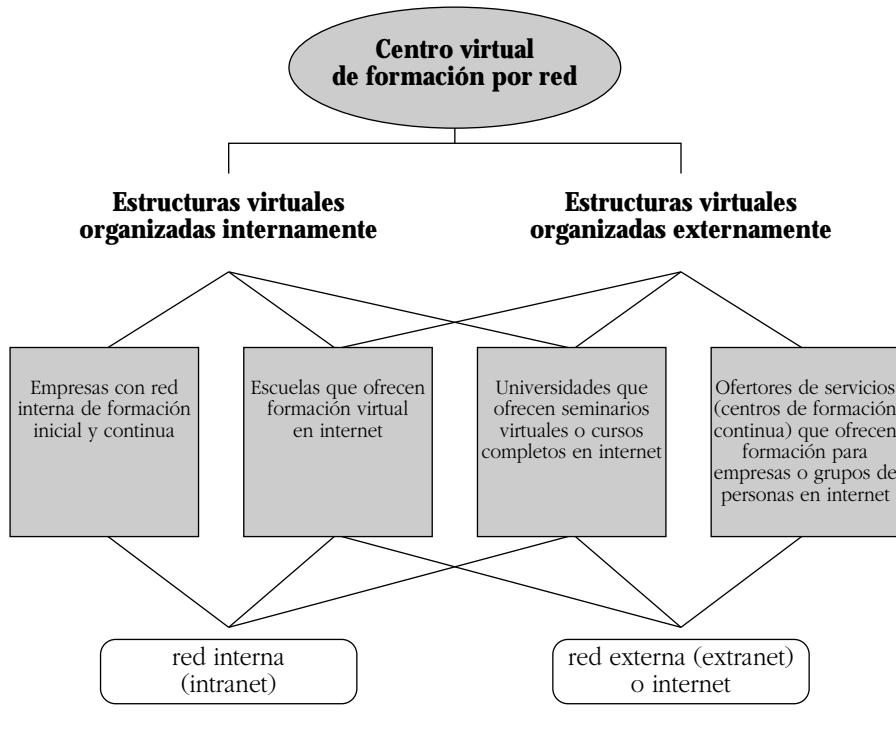 Centro virtual
de formación por red
Estructuras virtuales
organizadas internamente
Estructuras virtuales
organizadas externamente
Empresas con red
interna de formación
inicial y continua
Escuelas que ofrecen
formación virtual
en internet
Universidades que
ofrecen seminarios
virtuales o cursos
completos en internet
Ofertores de servicios
(centros de formación
continua) que ofrecen
formación para
empresas o grupos de
personas en internet
red interna
(intranet)
red externa (extranet)
o internet